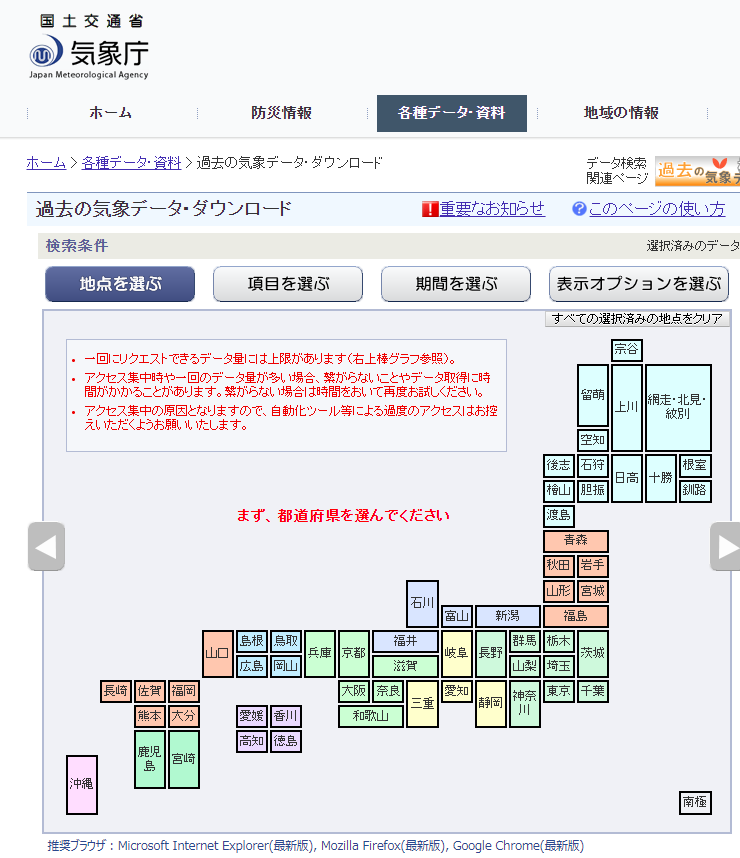 国土交通省
気象庁
Japan Meteorological Agency
ホーム 防災情報 各種データ・資料 地域の情報
ホーム > 各種データ・資料 > 過去の気象データ・ダウンロード
データ検索
関連ページ
過去の気象デ
過去の気象データ・ダウンロード
重要なお知らせ
このページの使い方
検索条件
選択済みのデータ
地点を選ぶ 項目を選ぶ 期間を選ぶ 表示オプションを選ぶ
すべての選択済みの地点をクリア
一回にリクエストできるデータ量には上限があります(右上棒グラフ参照)。
アクセス集中時や一回のデータ量が多い場合、繋がらないことやデータ取得に時
間がかかることがあります。繋がらない場合は時間をおいて再度お試しください。
アクセス集中の原因となりますので、自動化ツール等による過度のアクセスはお控
えいただくようお願いいたします。
まず、都道府県を選んでください
宗谷
留萌 上川 網走・北見・
紋別
空知
後志 石狩 日高 十勝 根室
檜山 胆振 釧路
渡島
青森
秋田 岩手
山形 宮城
石川 富山 新潟 福島
山口 島根 鳥取 兵庫 京都 福井 岐阜 長野 群馬 栃木 茨城
広島 岡山 滋賀 山梨 埼玉
長崎 佐賀 福岡 大阪 奈良 三重 愛知 静岡 神奈
川 東京 千葉
熊本 大分 愛媛 香川 和歌山
鹿児
島 宮崎 高知 徳島
沖縄
南極
推奨ブラウザ : Microsoft Internet Explorer(最新版), Mozilla Firefox(最新版), Google Chrome(最新版)